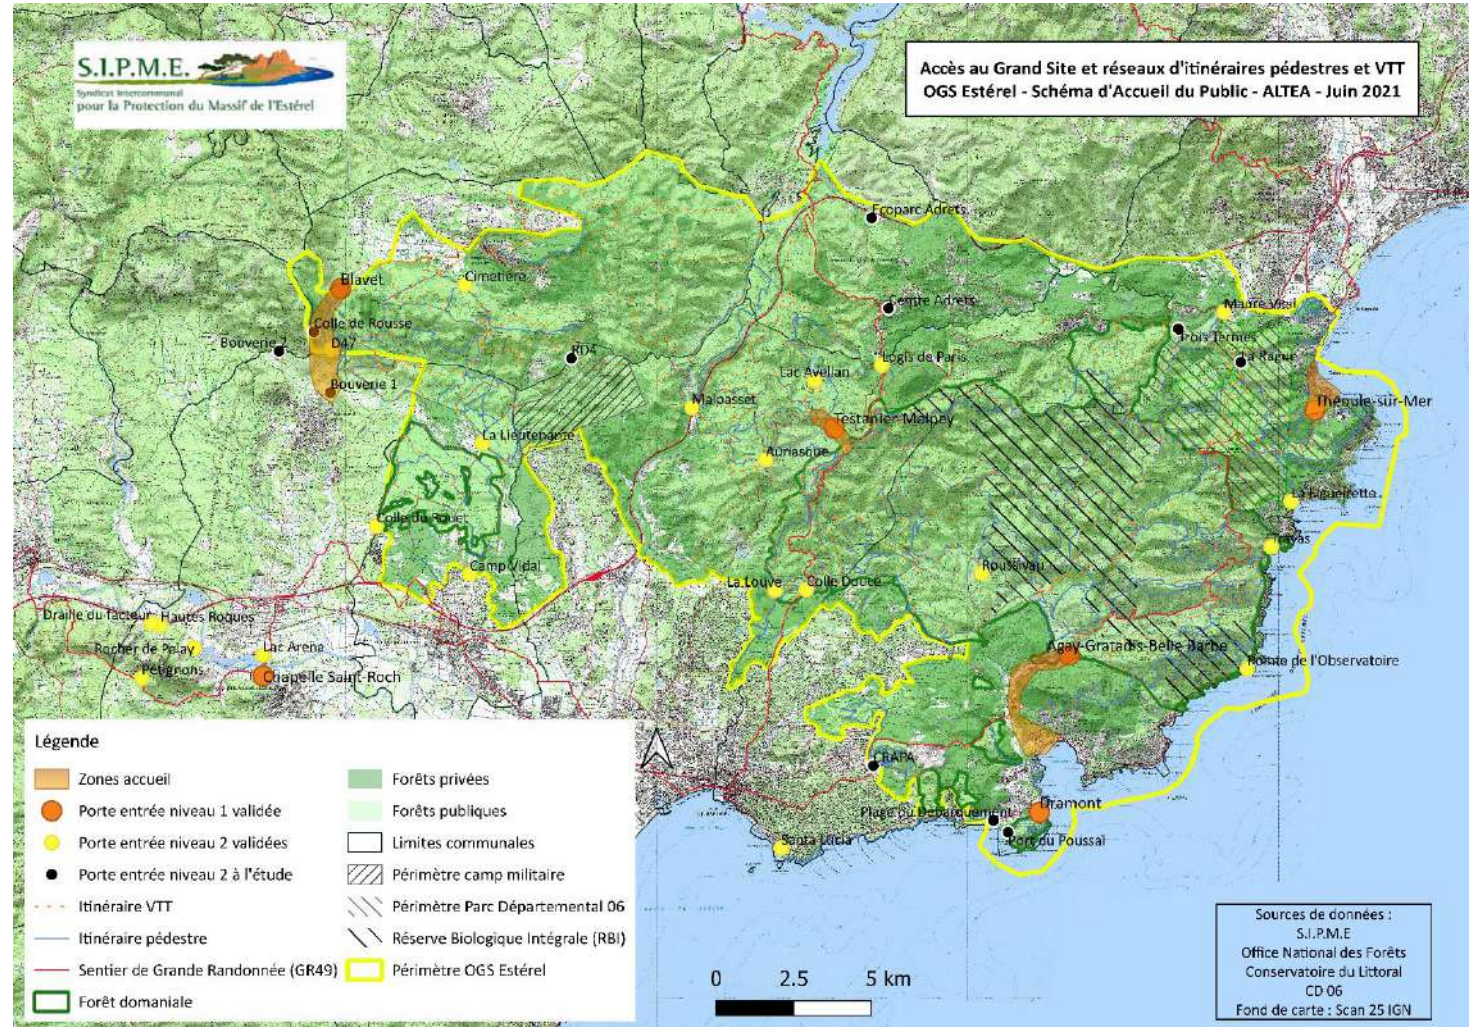 S.I.P.M.E.
Syndicat Intercommunal
pour la Protection du Massif de l'Estérel
Accès au Grand Site et réseaux d'itinéraires pédestres et VTT
OGS Estérel - Schéma d'Accueil du Public - ALTEA - Juin 2021
Ecoparc Adrets
Blavet
Cimetière
Centre Adrets
Maure Vieil
Colle de Rousse
Bouverie 2
D47
RD4
Trois Termes
La Rague
Logis de Paris
Lac Avellan
Bouverie 1
Malpasset
Théoule-sur-Mer
Testanier-Malpey
La Lieutenante
Auriasque
La Figueirette
Colle du Rouet
Trayas
Camp Vidal
Roussivau
La Louve
Colle Douce
Draille du facteur
Hautes Roques
Rocher de Palay
Lac Arena
Agay-Gratadis-Belle Barbe
Pétignons
Chapelle Saint-Roch
Pointe de l'Observatoire
CRAPA
Dramont
Plage du Débarquement
Port du Poussaï
Santa Lucia
Légende
Zones accueil
Porte entrée niveau 1 validée
Porte entrée niveau 2 validées
Porte entrée niveau 2 à l'étude
Itinéraire VTT
Itinéraire pédestre
Sentier de Grande Randonnée (GR49)
Forêt domaniale
Forêts privées
Forêts publiques
Limites communales
Périmètre camp militaire
Périmètre Parc Départemental 06
Réserve Biologique Intégrale (RBI)
Périmètre OGS Estérel
0 2.5 5 km
Sources de données :
S.I.P.M.E
Office National des Forêts
Conservatoire du Littoral
CD 06
Fond de carte : Scan 25 IGN